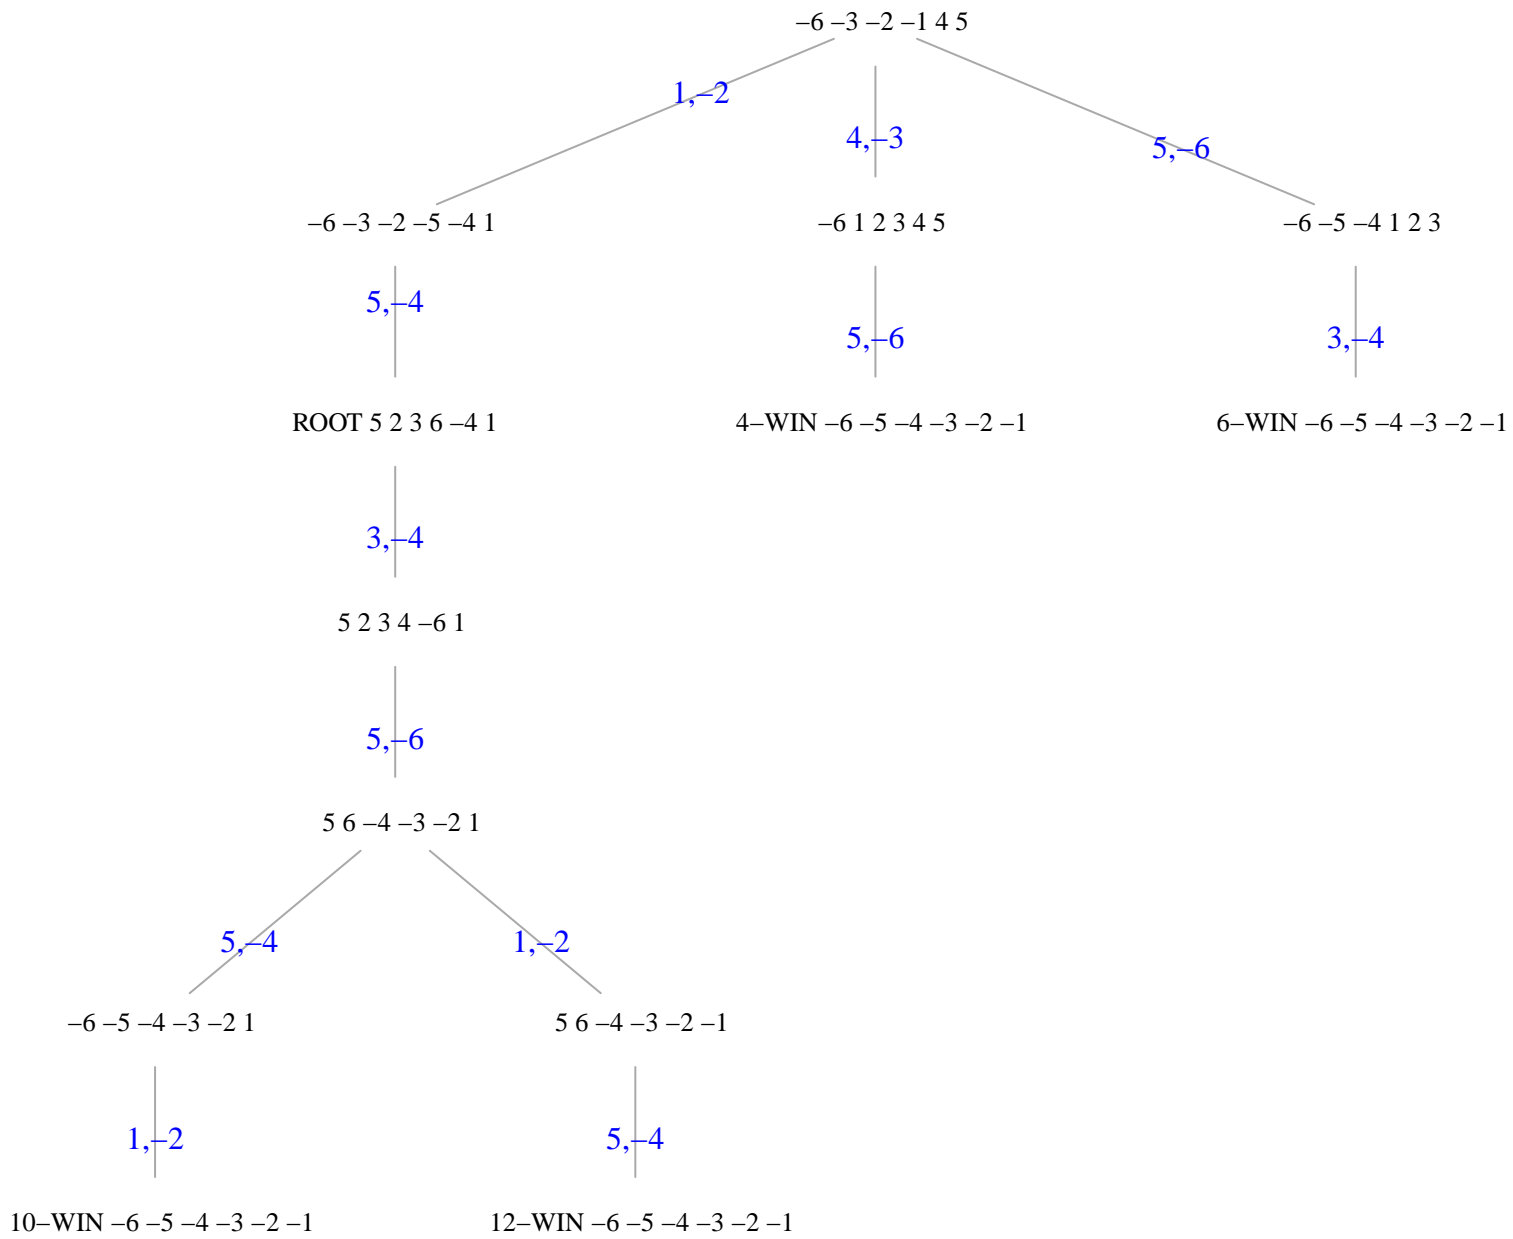 –6 –3 –2 –1 4 5
1,–2
4,–3
5,–6
–6 –3 –2 –5 –4 1
–6 1 2 3 4 5
–6 –5 –4 1 2 3
5,–4
5,–6
3,–4
ROOT 5 2 3 6 –4 1
4–WIN –6 –5 –4 –3 –2 –1
6–WIN –6 –5 –4 –3 –2 –1
3,–4
5 2 3 4 –6 1
5,–6
5 6 –4 –3 –2 1
5,–4
1,–2
–6 –5 –4 –3 –2 1
5 6 –4 –3 –2 –1
1,–2
5,–4
10–WIN –6 –5 –4 –3 –2 –1
12–WIN –6 –5 –4 –3 –2 –1